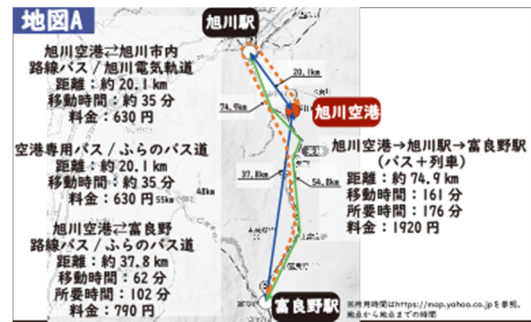 地図A
旭川空港⇄旭川市内
路線バス/旭川電気軌道
距離:約20.1km
移動時間:約35分
料金:630円
空港専用バス/ふらのバス道
距離:約20.1km
移動時間:約35分
料金:630円
旭川空港⇄富良野
路線バス/ふらのバス道
距離:約37.8km
移動時間:62分
所要時間:102分
料金:790円
旭川駅
20.1km
74.9km
旭川空港
37.8km
54.8km
48km
55km
富良野駅
旭川空港→旭川駅→富良野駅
(バス+列車)
距離:約74.9km
移動時間:161分
所要時間:176分
料金:1920円
※所用時間はhttps://map.yahoo.co.jpを参照。
地点から地点までの時間